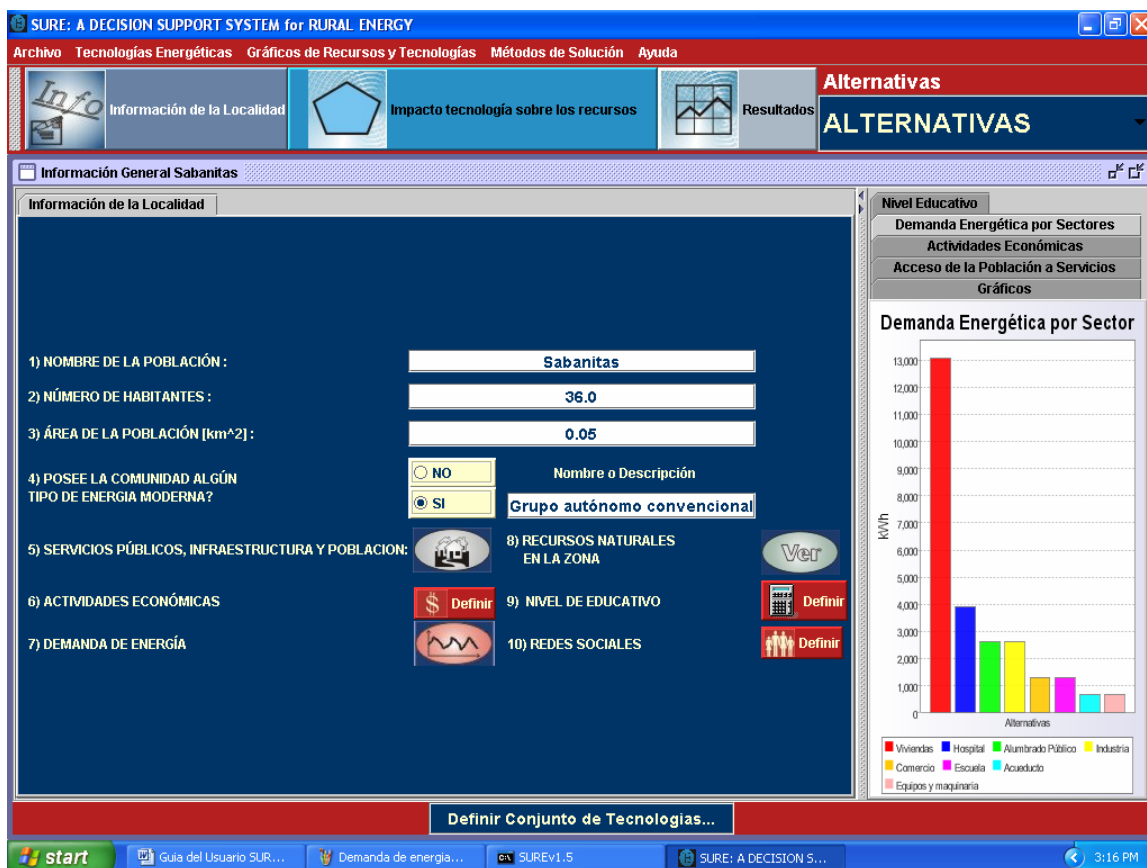 SURE: A DECISION SUPPORT SYSTEM for RURAL ENERGY
Archivo Tecnologías Energéticas Gráficos de Recursos y Tecnologías Métodos de Solución Ayuda
Info
Información de la Localidad
Impacto tecnología sobre los recursos
Resultados
Alternativas
ALTERNATIVAS
Información General Sabanitas
Información de la Localidad
1) NOMBRE DE LA POBLACIÓN :
Sabanitas
2) NÚMERO DE HABITANTES :
36.0
3) ÁREA DE LA POBLACIÓN [km^2] :
0.05
4) POSEE LA COMUNIDAD ALGÚN
TIPO DE ENERGIA MODERNA?
NO
SI
Nombre o Descripción
Grupo autónomo convencional
5) SERVICIOS PÚBLICOS, INFRAESTRUCTURA Y POBLACION:
8) RECURSOS NATURALES
EN LA ZONA
Ver
6) ACTIVIDADES ECONÓMICAS
$ Definir
9) NIVEL DE EDUCATIVO
Definir
7) DEMANDA DE ENERGÍA
10) REDES SOCIALES
Definir
Nivel Educativo
Demanda Energética por Sectores
Actividades Económicas
Acceso de la Población a Servicios
Gráficos
Demanda Energética por Sector
kWh
13,000
12,000
11,000
10,000
9,000
8,000
7,000
6,000
5,000
4,000
3,000
2,000
1,000
0
Alternativas
Viviendas Hospital Alumbrado Público Industria
Comercio Escuela Acueducto
Equipos y maquinaria
Definir Conjunto de Tecnologias...
start
Guia del Usuario SUR...
Demanda de energia...
SUREv1.5
SURE: A DECISION S...
3:16 PM